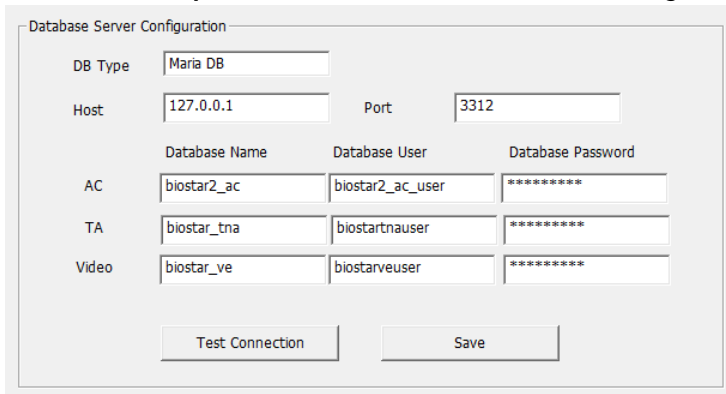 Database Server Configuration
DB Type Maria DB
Host 127.0.0.1 Port 3312
Database Name Database User Database Password
AC biostar2_ac biostar2_ac_user *********
TA biostar_tna biostartnauser *********
Video biostar_ve biostarveuser *********
Test Connection Save